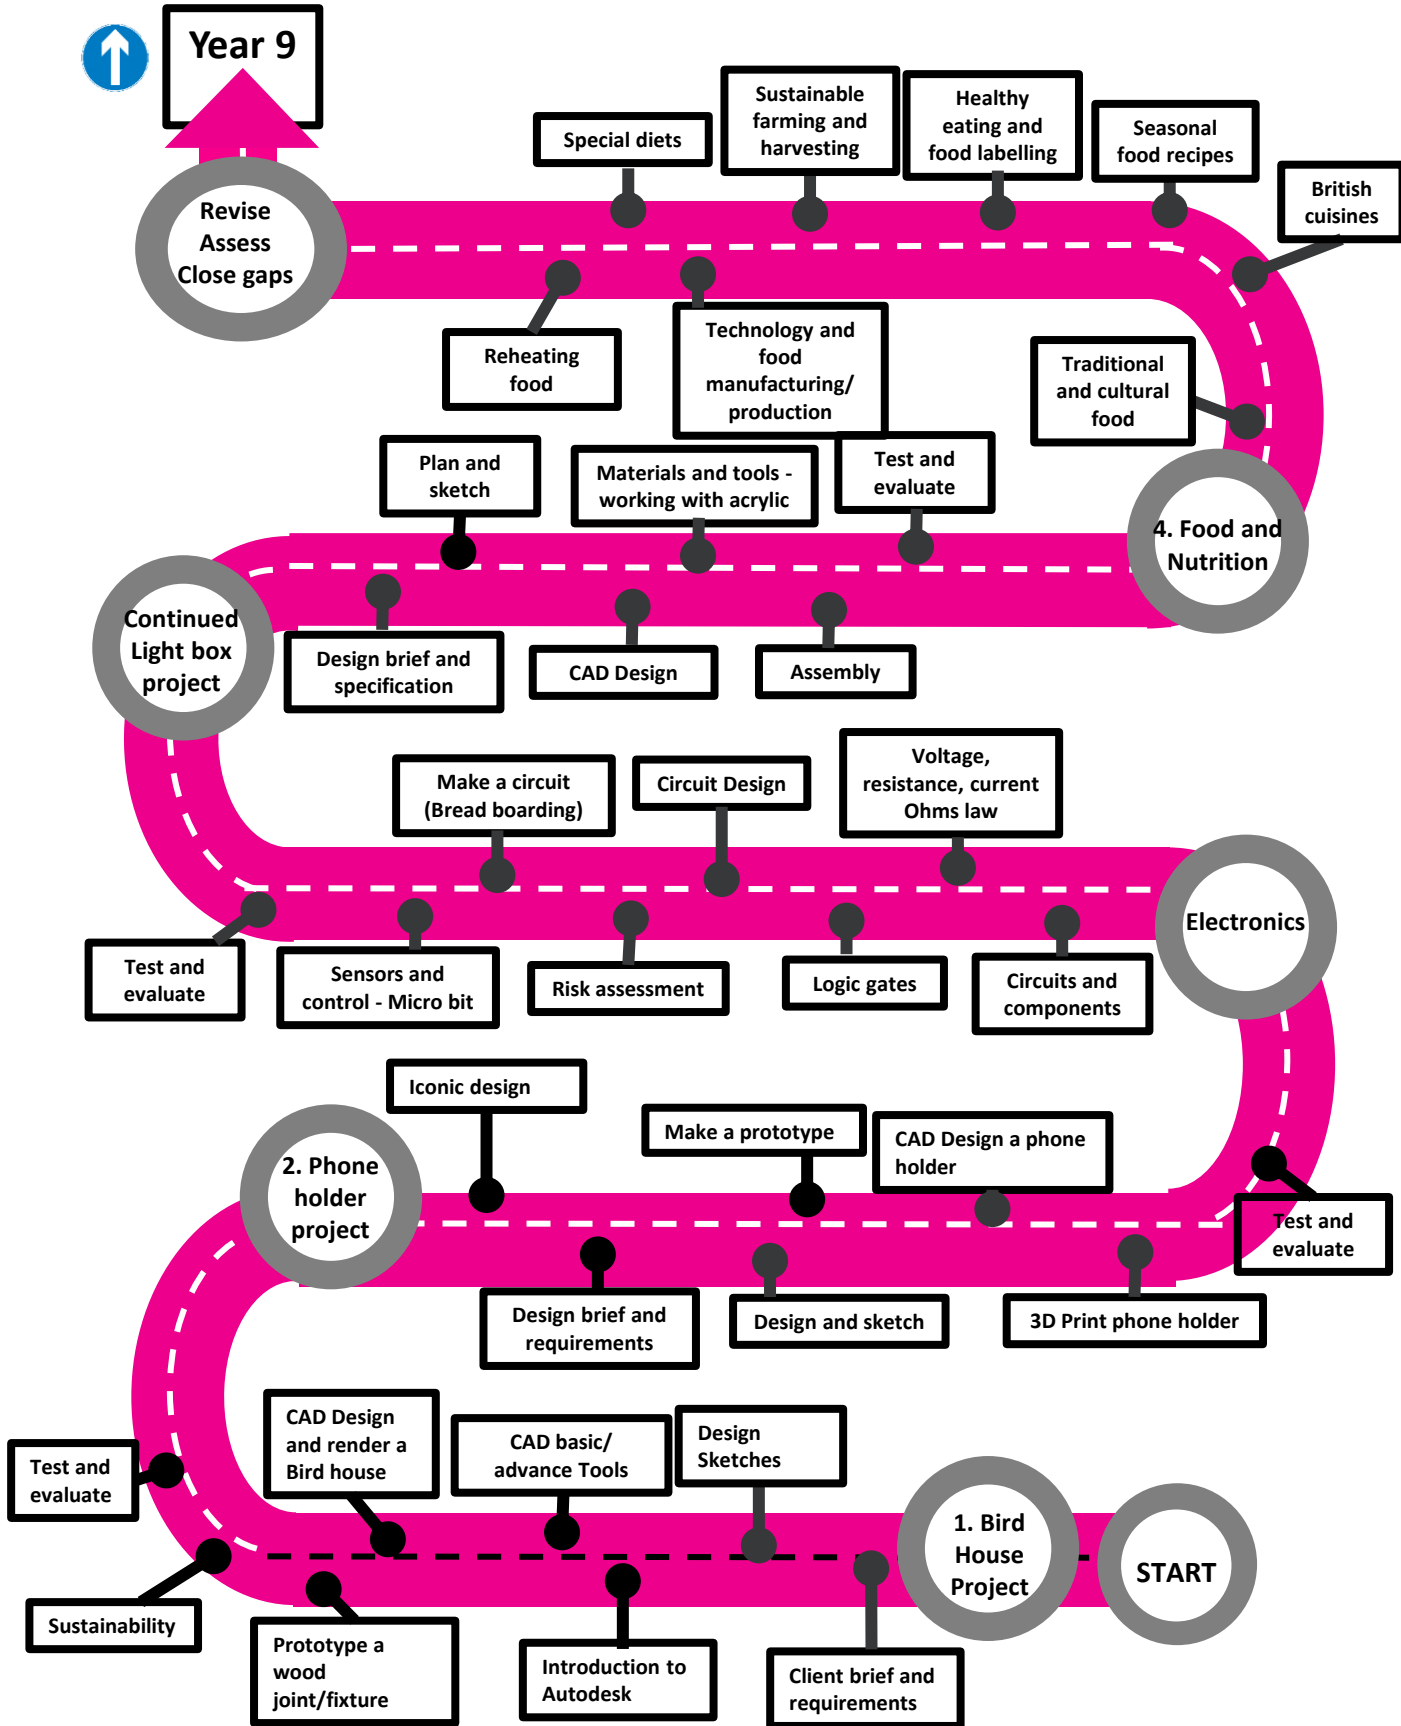 Year 9
Revise
Assess
Close gaps
Special diets
Sustainable
farming and
harvesting
Healthy
eating and
food labelling
Seasonal
food recipes
British
cuisines
Reheating
food
Technology and
food
manufacturing/
production
Traditional
and cultural
food
4. Food and
Nutrition
Plan and
sketch
Materials and tools -
working with acrylic
Test and
evaluate
Continued
Light box
project
Design brief and
specification
CAD Design
Assembly
Make a circuit
(Bread boarding)
Circuit Design
Voltage,
resistance, current
Ohms law
Electronics
Test and
evaluate
Sensors and
control - Micro bit
Risk assessment
Logic gates
Circuits and
components
Iconic design
Make a prototype
CAD Design a phone
holder
2. Phone
holder
project
Test and
evaluate
Design brief and
requirements
Design and sketch
3D Print phone holder
CAD Design
and render a
Bird house
CAD basic/
advance Tools
Design
Sketches
Test and
evaluate
1. Bird
House
Project
START
Sustainability
Prototype a
wood
joint/fixture
Introduction to
Autodesk
Client brief and
requirements